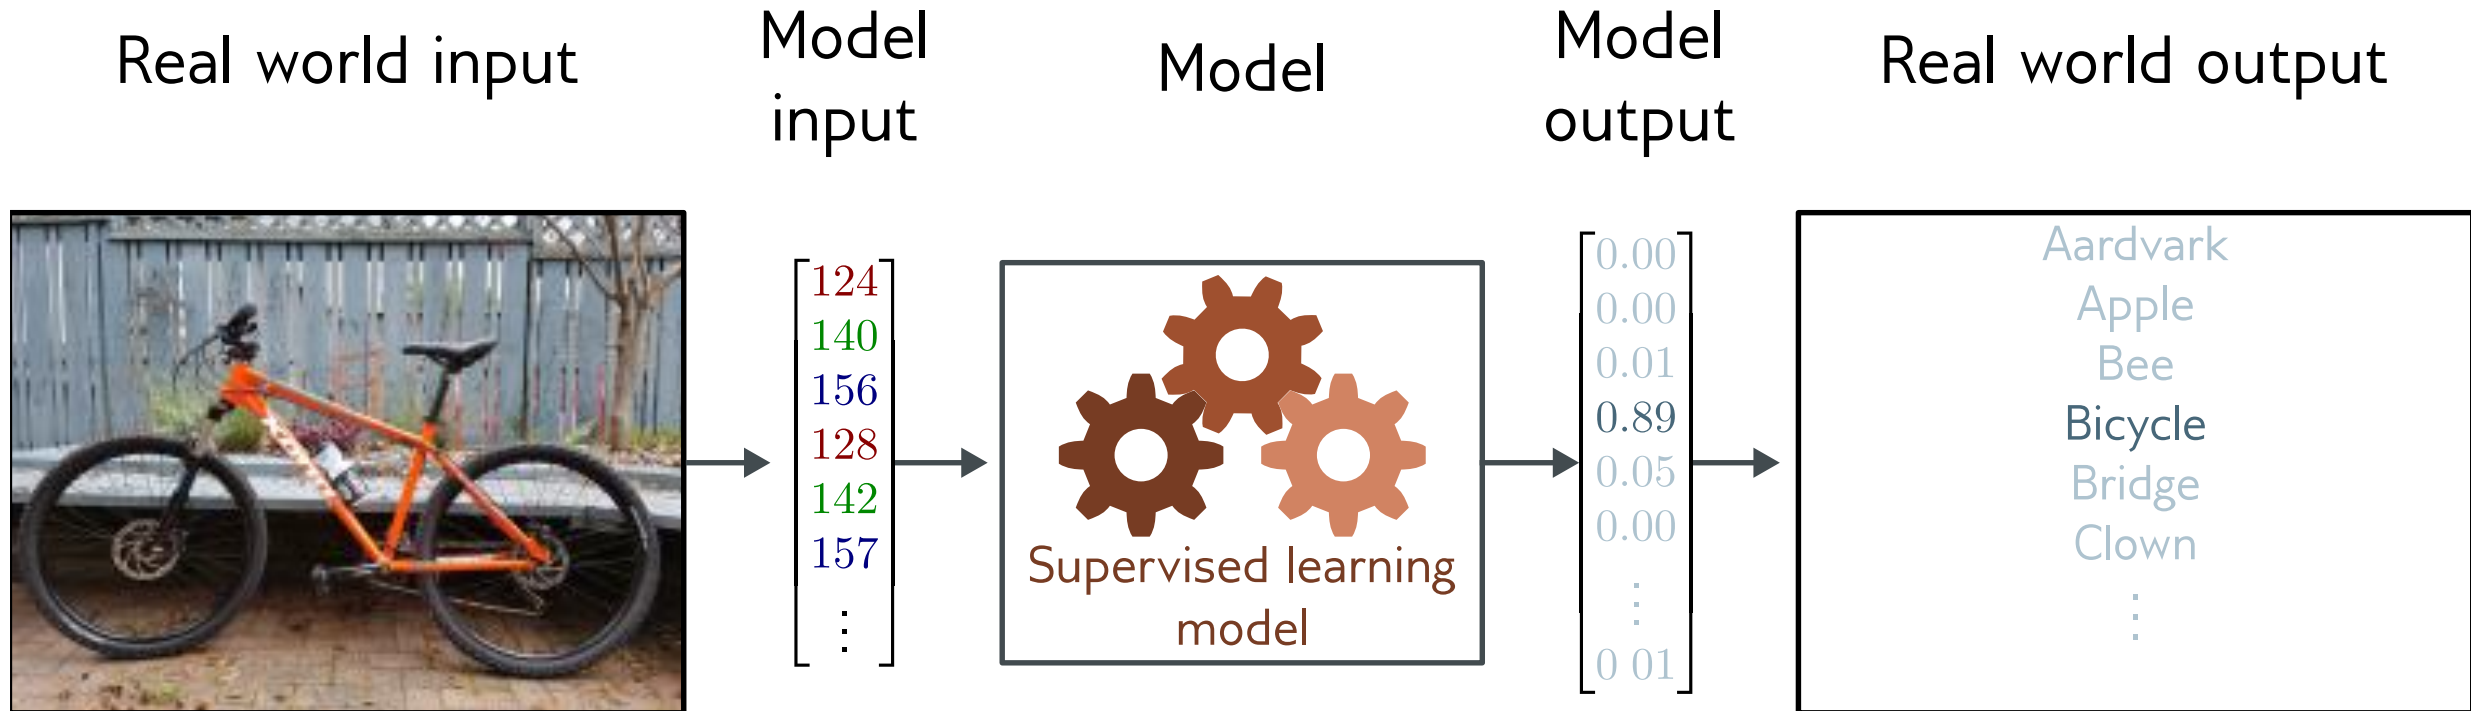 Real world input
Model
input
Model
Model
output
Real world output
124
140
156
128
142
157
⋮
Supervised learning
model
0.00
0.00
0.01
0.89
0.05
0.00
⋮
0 01
Aardvark
Apple
Bee
Bicycle
Bridge
Clown
⋮